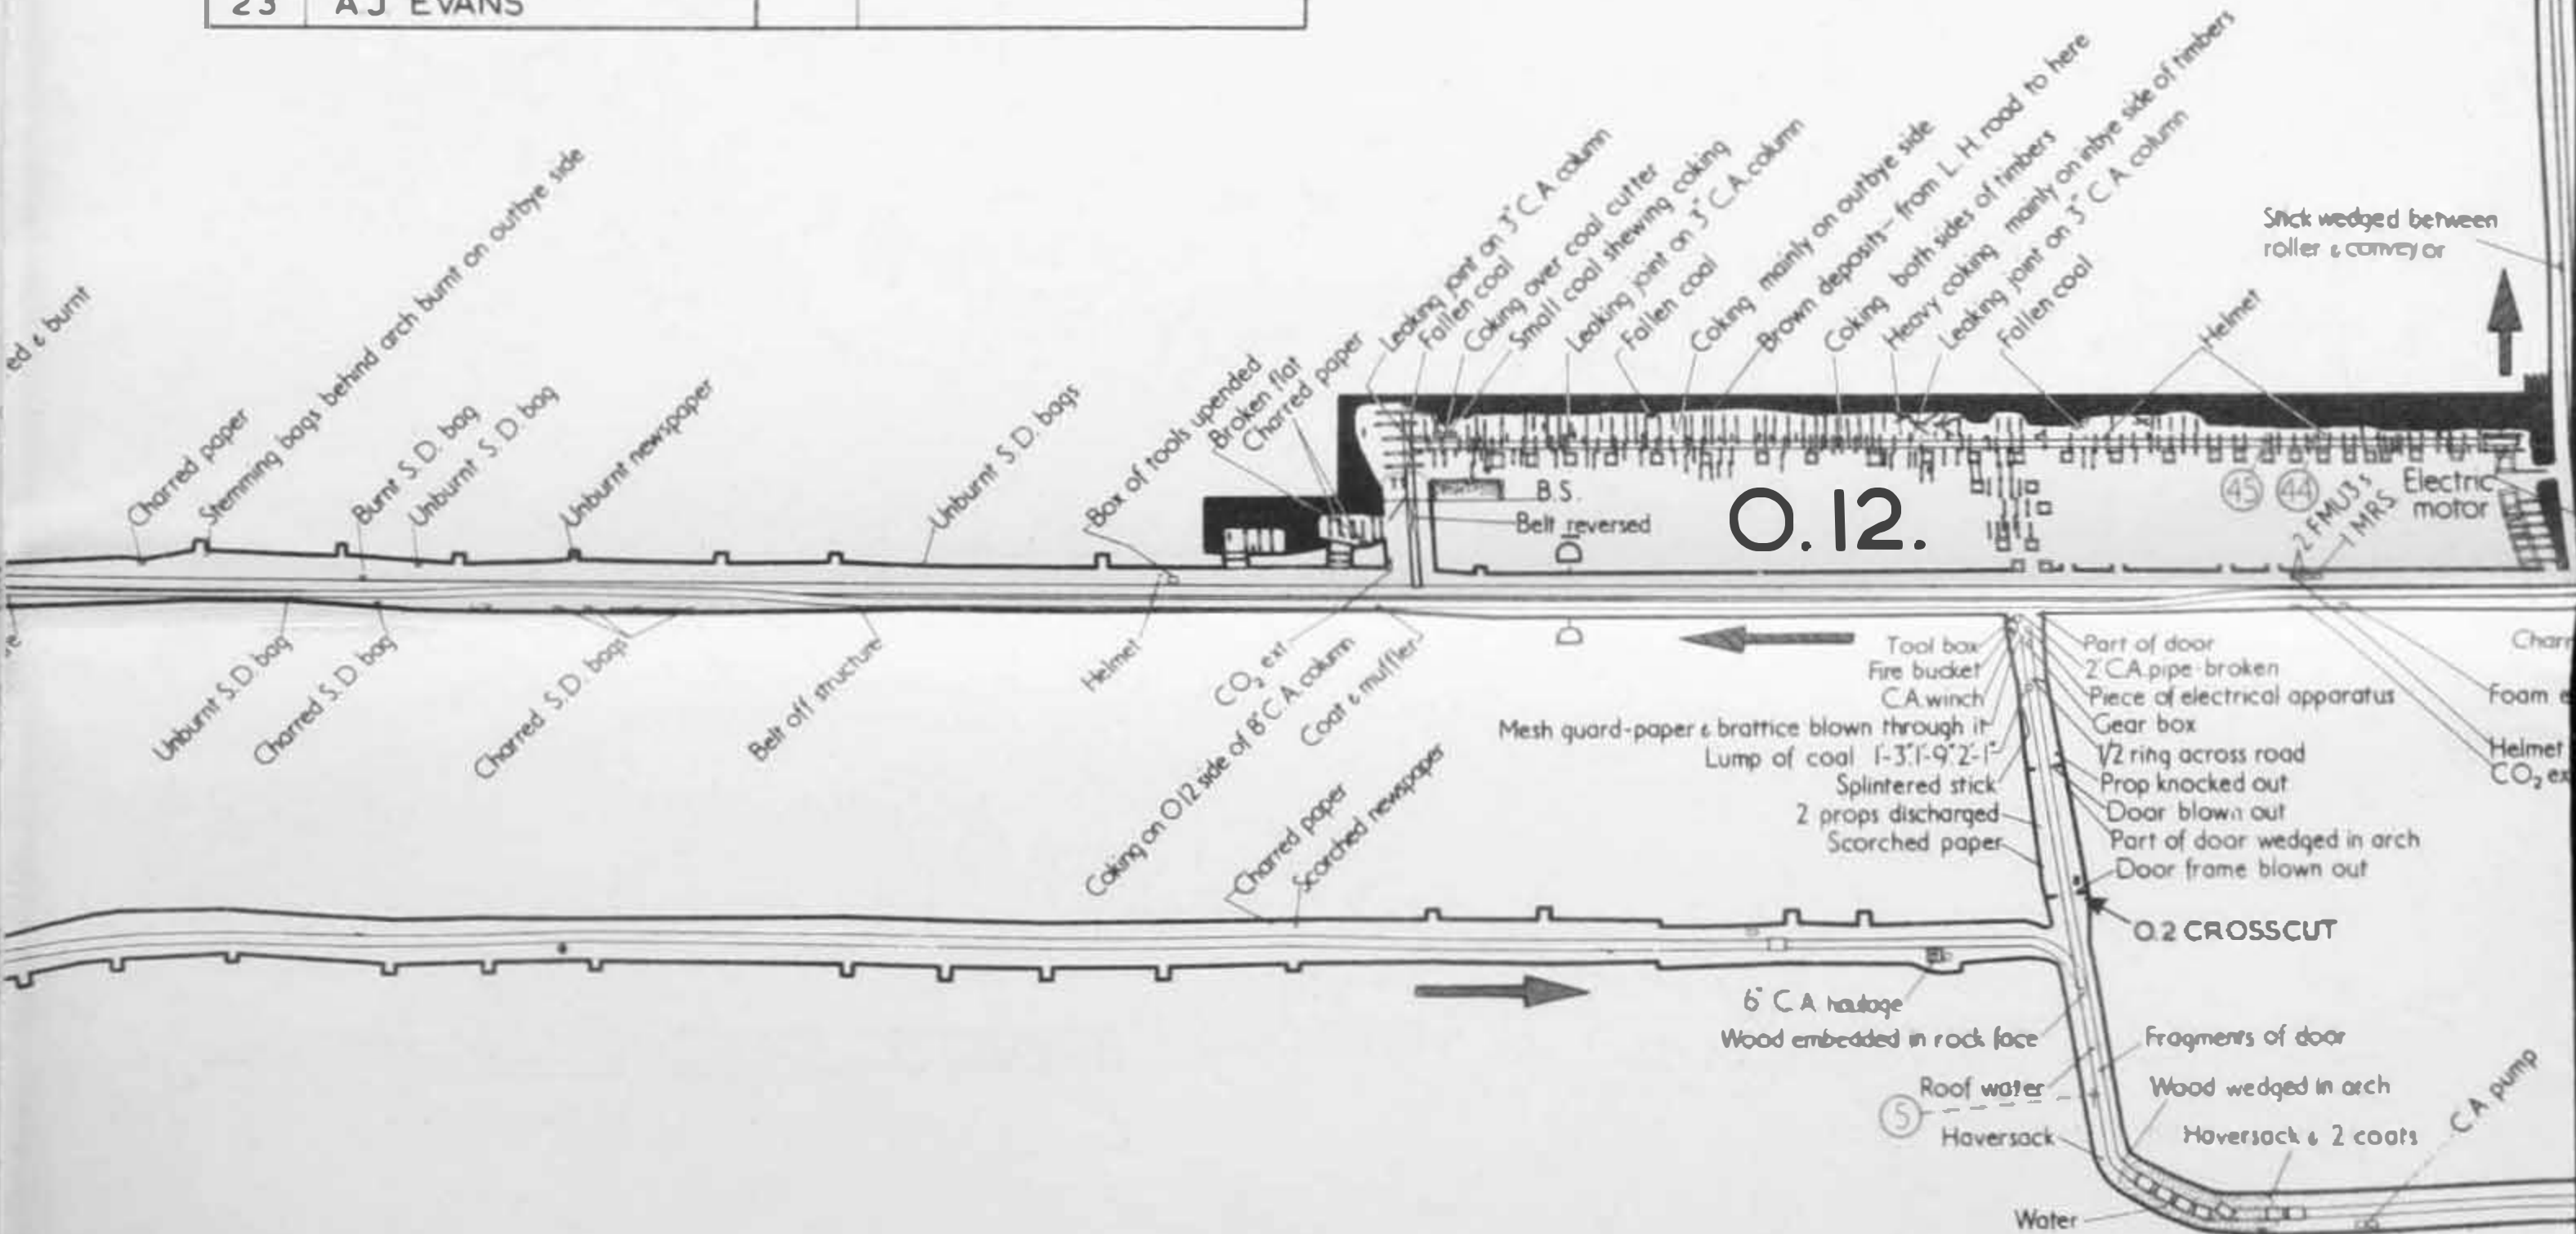 23 A J EVANS
ed & burnt
Charred paper
Stemming bags behind arch burnt on outbye side
Burnt S.D. bag
Unburnt S.D. bag
Unburnt newspaper
Unburnt S.D. bags
Box of tools upended
Broken flat
Charred paper
Leaking joint on 3" C.A. column
Fallen coal
Coking over coal cutter
Small coal shewing coking
Leaking joint on 3" C.A. column
Fallen coal
Coking mainly on outbye side
Brown deposits - from L.H. road to here
Coking both sides of timbers
Heavy coking mainly on inbye side of timbers
Leaking joint on 3" C.A. column
Fallen coal
Helmet
Stick wedged between
roller & conveyor
B.S.
Belt reversed
D
O.12.
45
44
2 FMU3s
1 MRS
Electric
motor
D
Unburnt S.D. bag
Charred S.D. bag
Charred S.D. bags
Belt off structure
Helmet
CO2 ext
Coking on O12 side of 8" C.A. column
Coat & muffler
Charred paper
Scorched newspaper
Tool box
Fire bucket
C.A. winch
Mesh guard-paper & brattice blown through it
Lump of coal 1'-3"1'-9"2'-1"
Splintered stick
2 props discharged
Scorched paper
Part of door
2" C.A. pipe-broken
Piece of electrical apparatus
Gear box
1/2 ring across road
Prop knocked out
Door blown out
Part of door wedged in arch
Door frame blown out
Charr
Foam e
Helmet
CO2 ex
O.2 CROSSCUT
6" C A haulage
Wood embedded in rock face
Roof water
5
Haversack
Water
Fragments of door
Wood wedged in arch
Haversack & 2 coats
C.A. pump